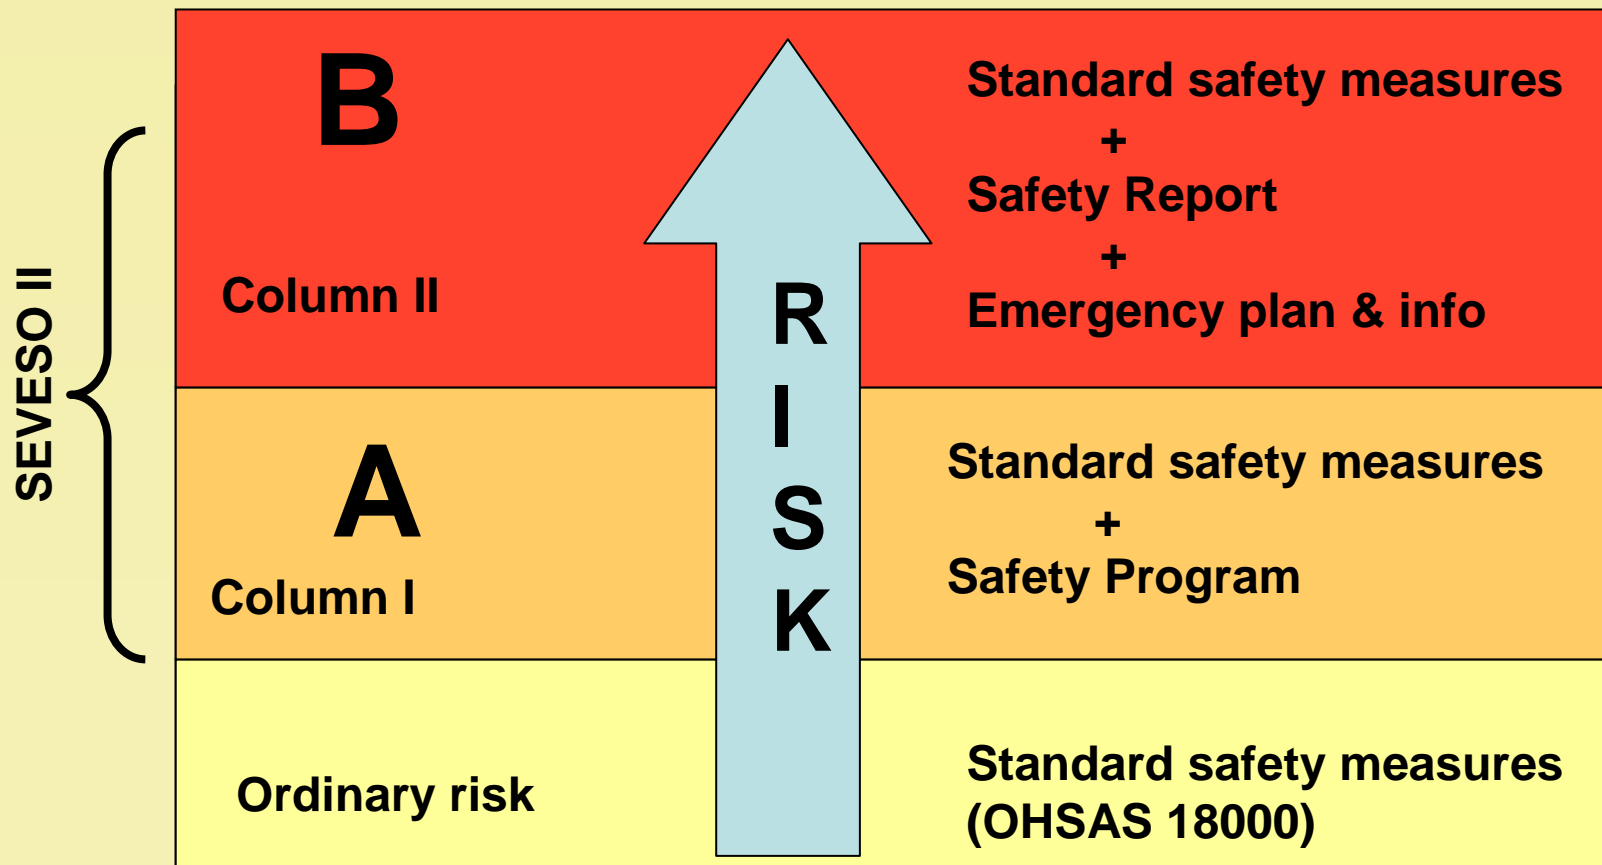 SEVESO II
B
Column II
Standard safety measures
+
Safety Report
+
Emergency plan & info
R
I
S
K
A
Column I
Standard safety measures
+
Safety Program
Ordinary risk
Standard safety measures
(OHSAS 18000)